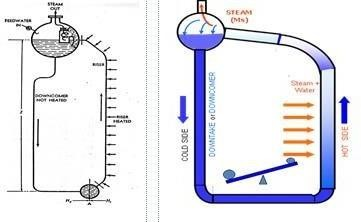 STEAM
OUT
FEEDWATER
IN
RISER
DOWNCOMER
NOT HEATED
RISER
HEATED
A
STEAM
(Ms)
Steam +
Water
COLD SIDE
DOWNTAKE or DOWNCOMER
HOT SIDE